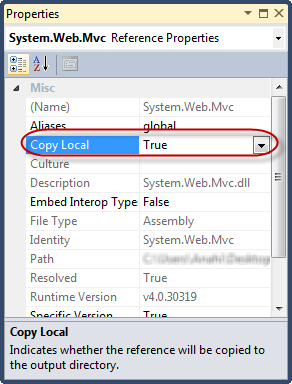 Properties
System.Web.Mvc Reference Properties
Misc
(Name) System.Web.Mvc
Aliases global
Copy Local True
Culture
Description System.Web.Mvc.dll
Embed Interop Type False
File Type Assembly
Identity System.Web.Mvc
Path
Resolved True
Runtime Version v4.0.30319
Specific Version True
Copy Local
Indicates whether the reference will be copied
to the output directory.